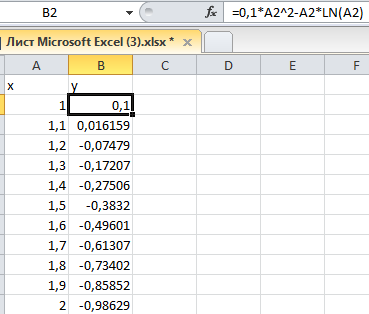 B2 fx =0,1*A2^2-A2*LN(A2)
Лист Microsoft Excel (3).xlsx *
A B C D E F
x y
1 0,1
1,1 0,016159
1,2 -0,07479
1,3 -0,17207
1,4 -0,27506
1,5 -0,3832
1,6 -0,49601
1,7 -0,61307
1,8 -0,73402
1,9 -0,85852
2 -0,98629